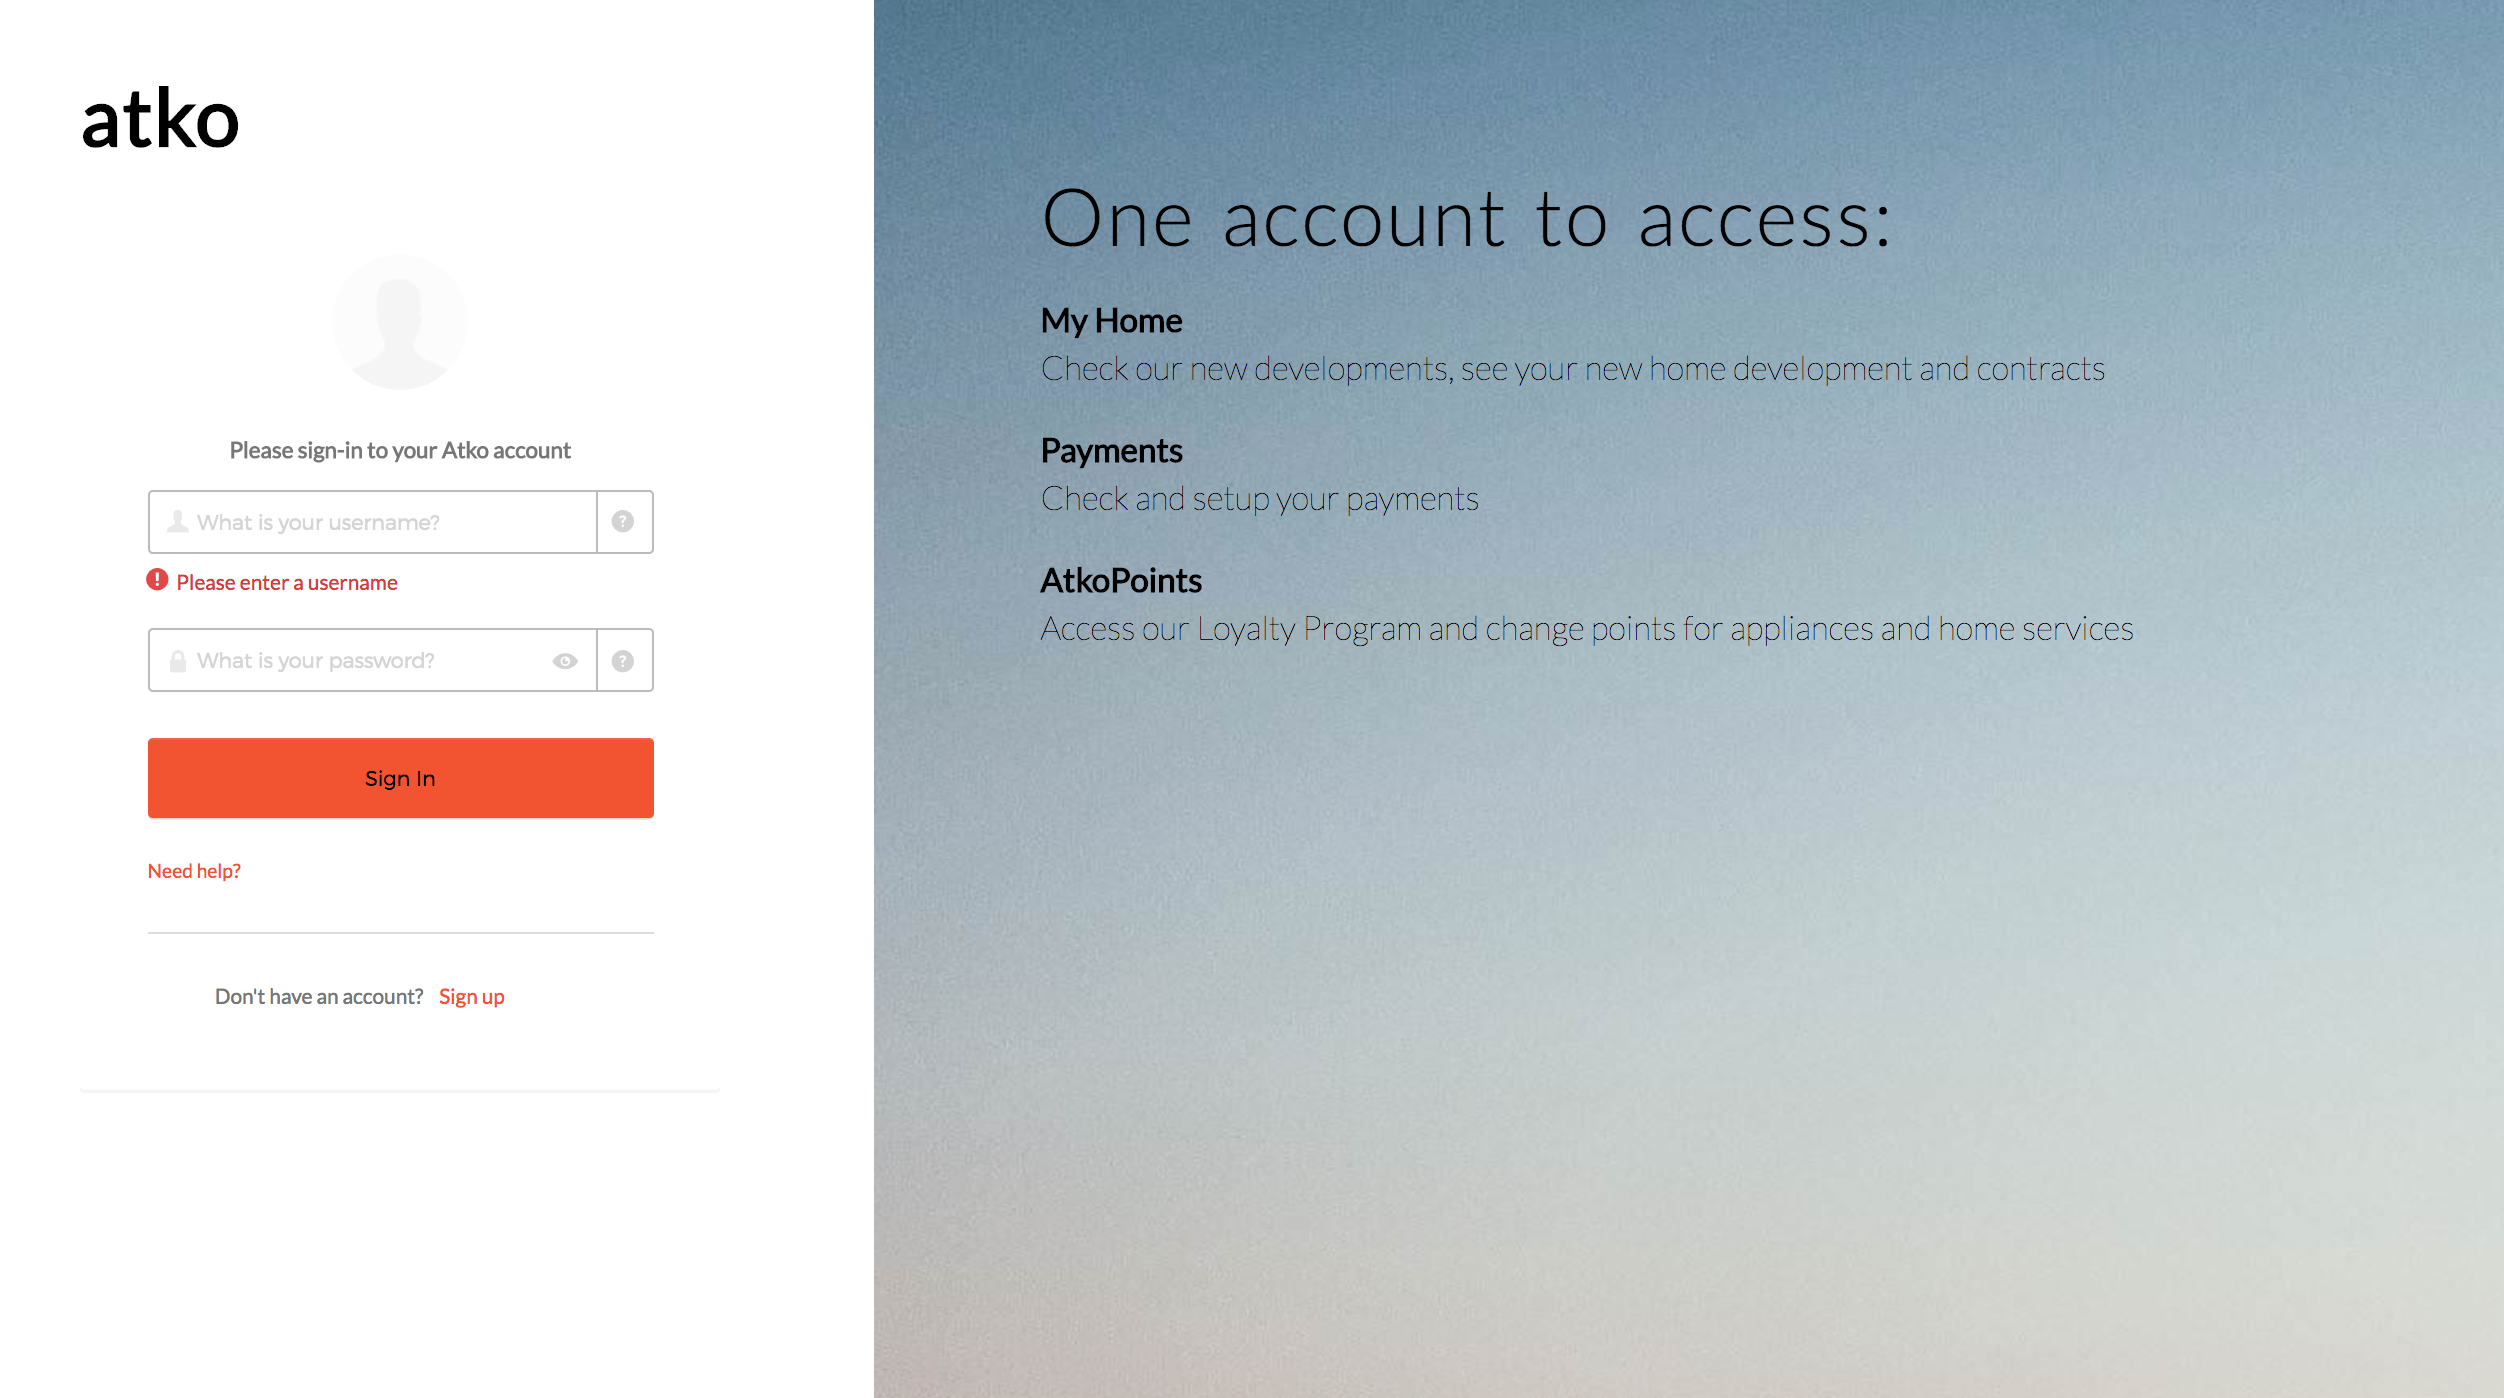 atko
Please sign-in to your Atko account
What is your username?
Please enter a username
What is your password?
Sign In
Need help?
Don't have an account? Sign up
One account to access:
My Home
Check our new developments, see your new home development and contracts
Payments
Check and setup your payments
AtkoPoints
Access our Loyalty Program and change points for appliances and home services